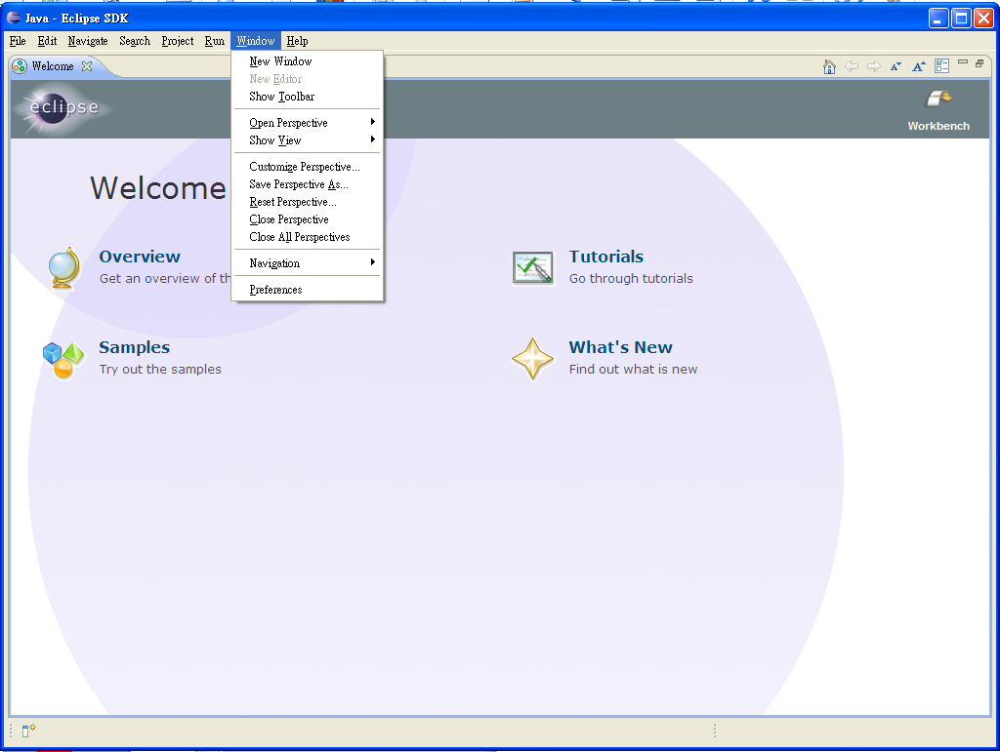 Java - Eclipse SDK
File Edit Navigate Search Project Run Window Help
Welcome
New Window
New Editor
Show Toolbar
Open Perspective
Show View
Customize Perspective...
Save Perspective As...
Reset Perspective...
Close Perspective
Close All Perspectives
Navigation
Preferences
eclipse
Workbench
Welcome
Overview
Get an overview of th
Tutorials
Go through tutorials
Samples
Try out the samples
What's New
Find out what is new